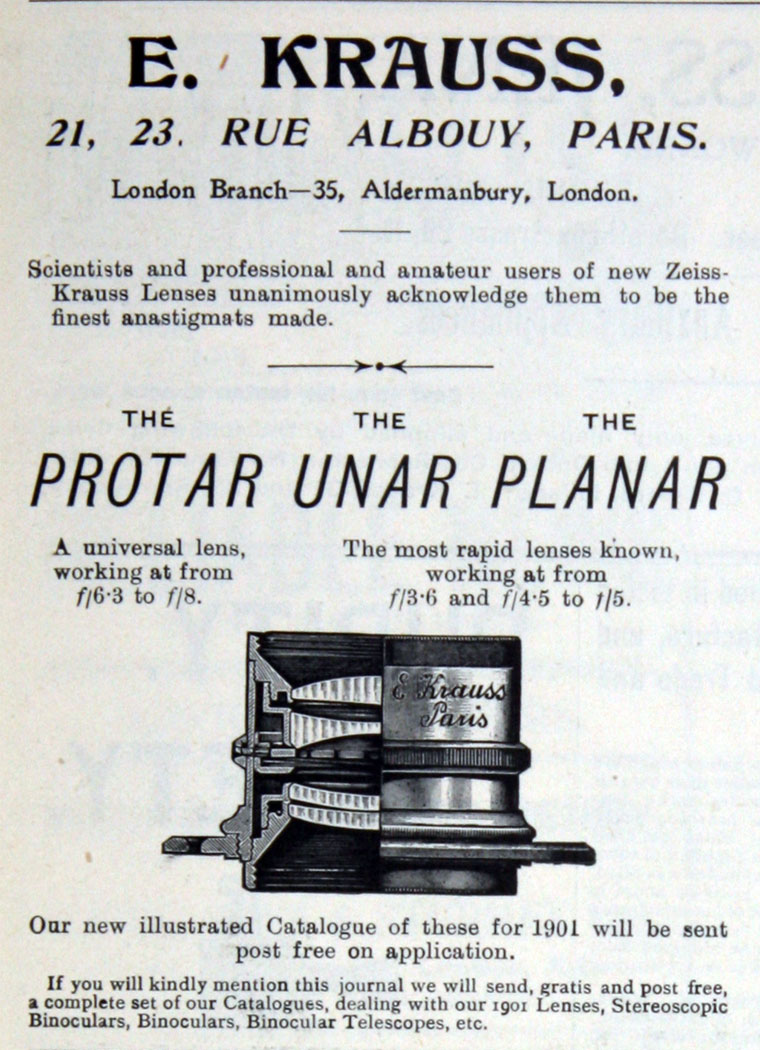 E. KRAUSS,
21, 23, RUE ALBOUY, PARIS.
London Branch—35, Aldermanbury, London.
Scientists and professional and amateur users of new Zeiss-
Krauss Lenses unanimously acknowledge them to be the
finest anastigmats made.
THE THE THE
PROTAR UNAR PLANAR
A universal lens,
working at from
f/6·3 to f/8.
The most rapid lenses known,
working at from
f/3·6 and f/4·5 to f/5.
E Krauss
Paris
Our new illustrated Catalogue of these for 1901 will be sent
post free on application.
If you will kindly mention this journal we will send, gratis and post free,
a complete set of our Catalogues, dealing with our 1901 Lenses, Stereoscopic
Binoculars, Binoculars, Binocular Telescopes, etc.